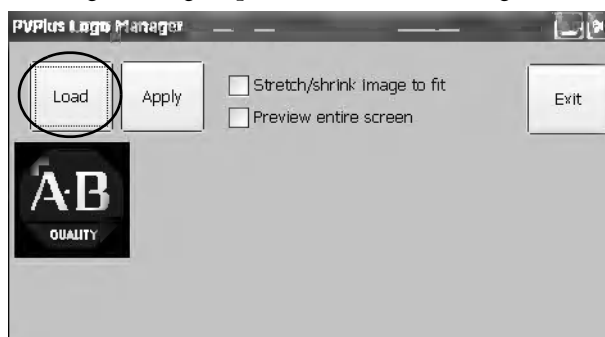 PVPlus Logo Manager
Load
Apply
Stretch/shrink Image to fit
Preview entire screen
Exit
A·B
QUALITY